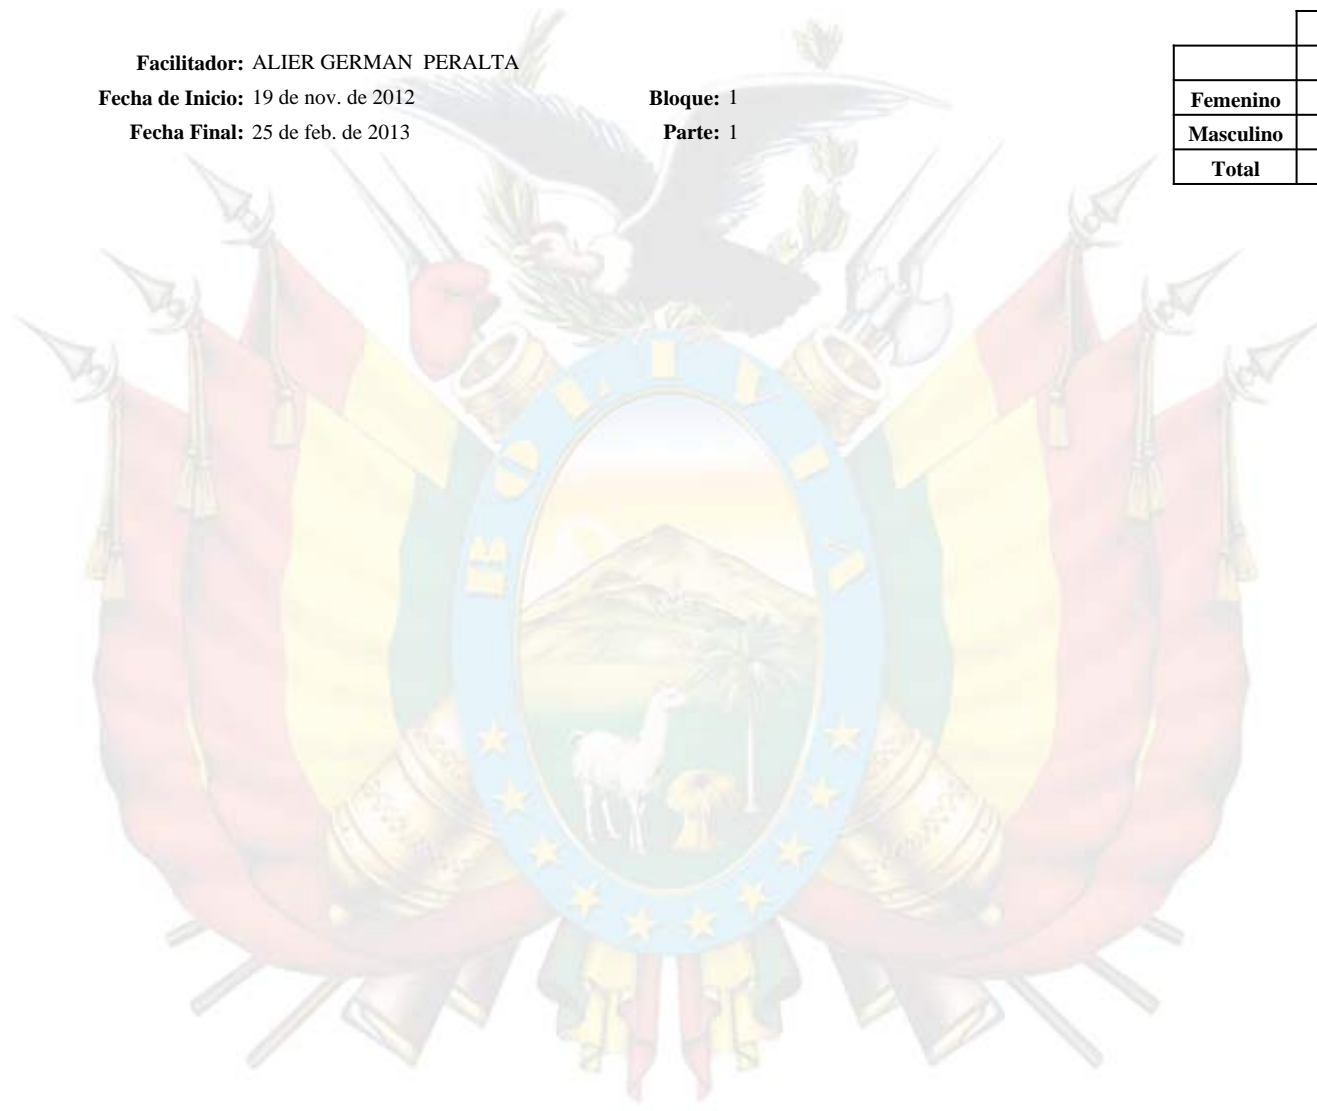 Facilitador: ALIER GERMAN PERALTA
Fecha de Inicio: 19 de nov. de 2012 Bloque: 1
Fecha Final: 25 de feb. de 2013 Parte: 1
Femenino
Masculino
Total
BOLIVIA